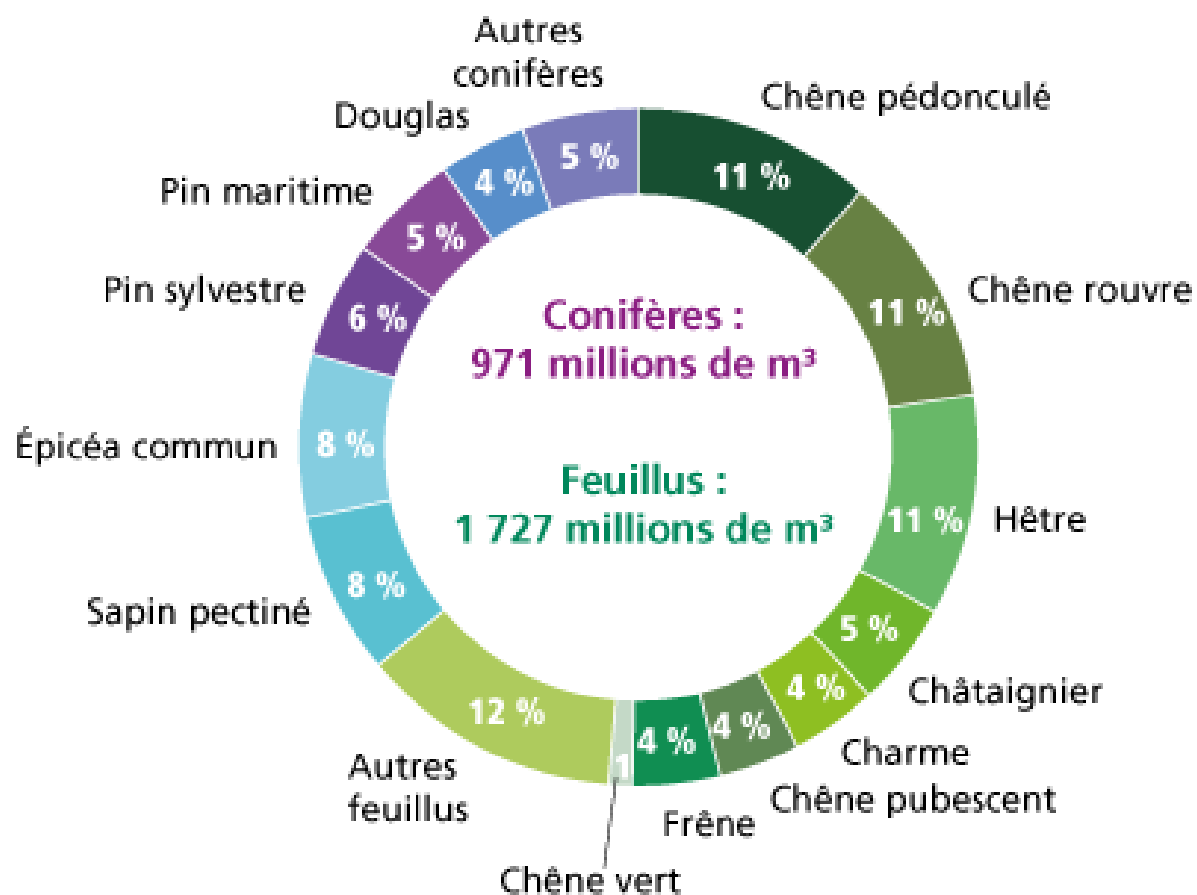 Autres
conifères
5 %
Chêne pédonculé
11 %
Chêne rouvre
11 %
Hêtre
11 %
Châtaignier
5 %
Charme
4 %
Chêne pubescent
4 %
Frêne
4 %
Chêne vert
1
Autres
feuillus
12 %
Sapin pectiné
8 %
Épicéa commun
8 %
Pin sylvestre
6 %
Pin maritime
5 %
Douglas
4 %
Conifères :
971 millions de m³
Feuillus :
1 727 millions de m³